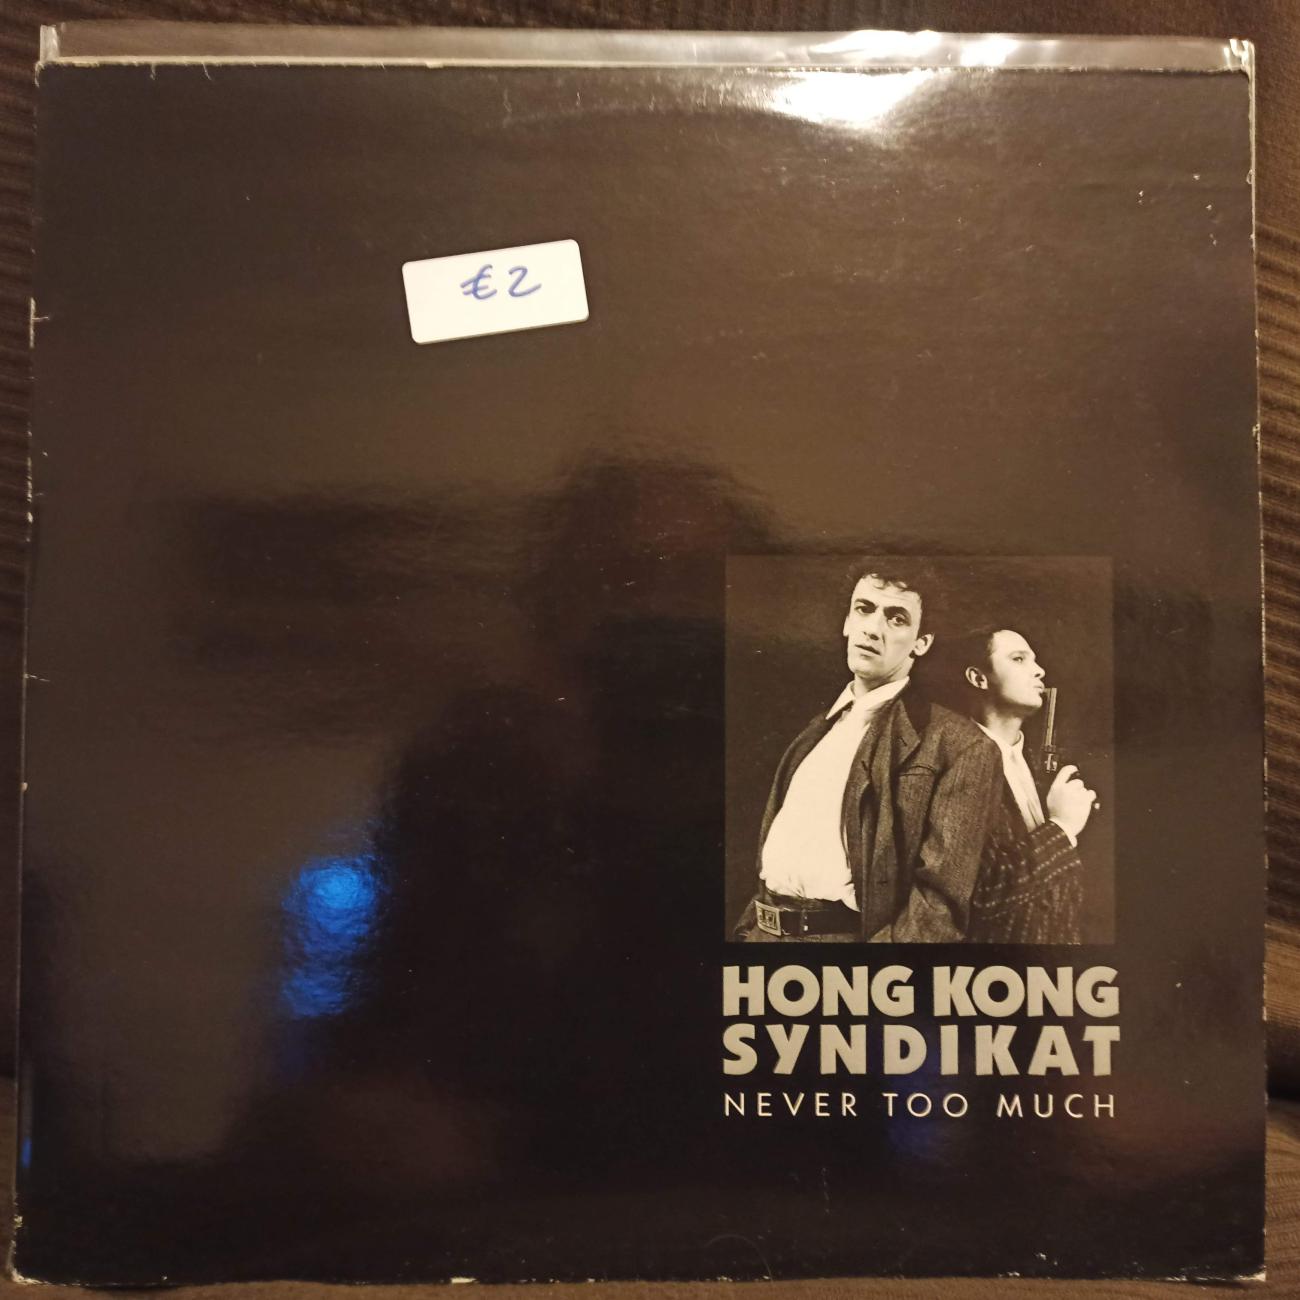 €2
HONG KONG
SYNDIKAT
NEVER TOO MUCH